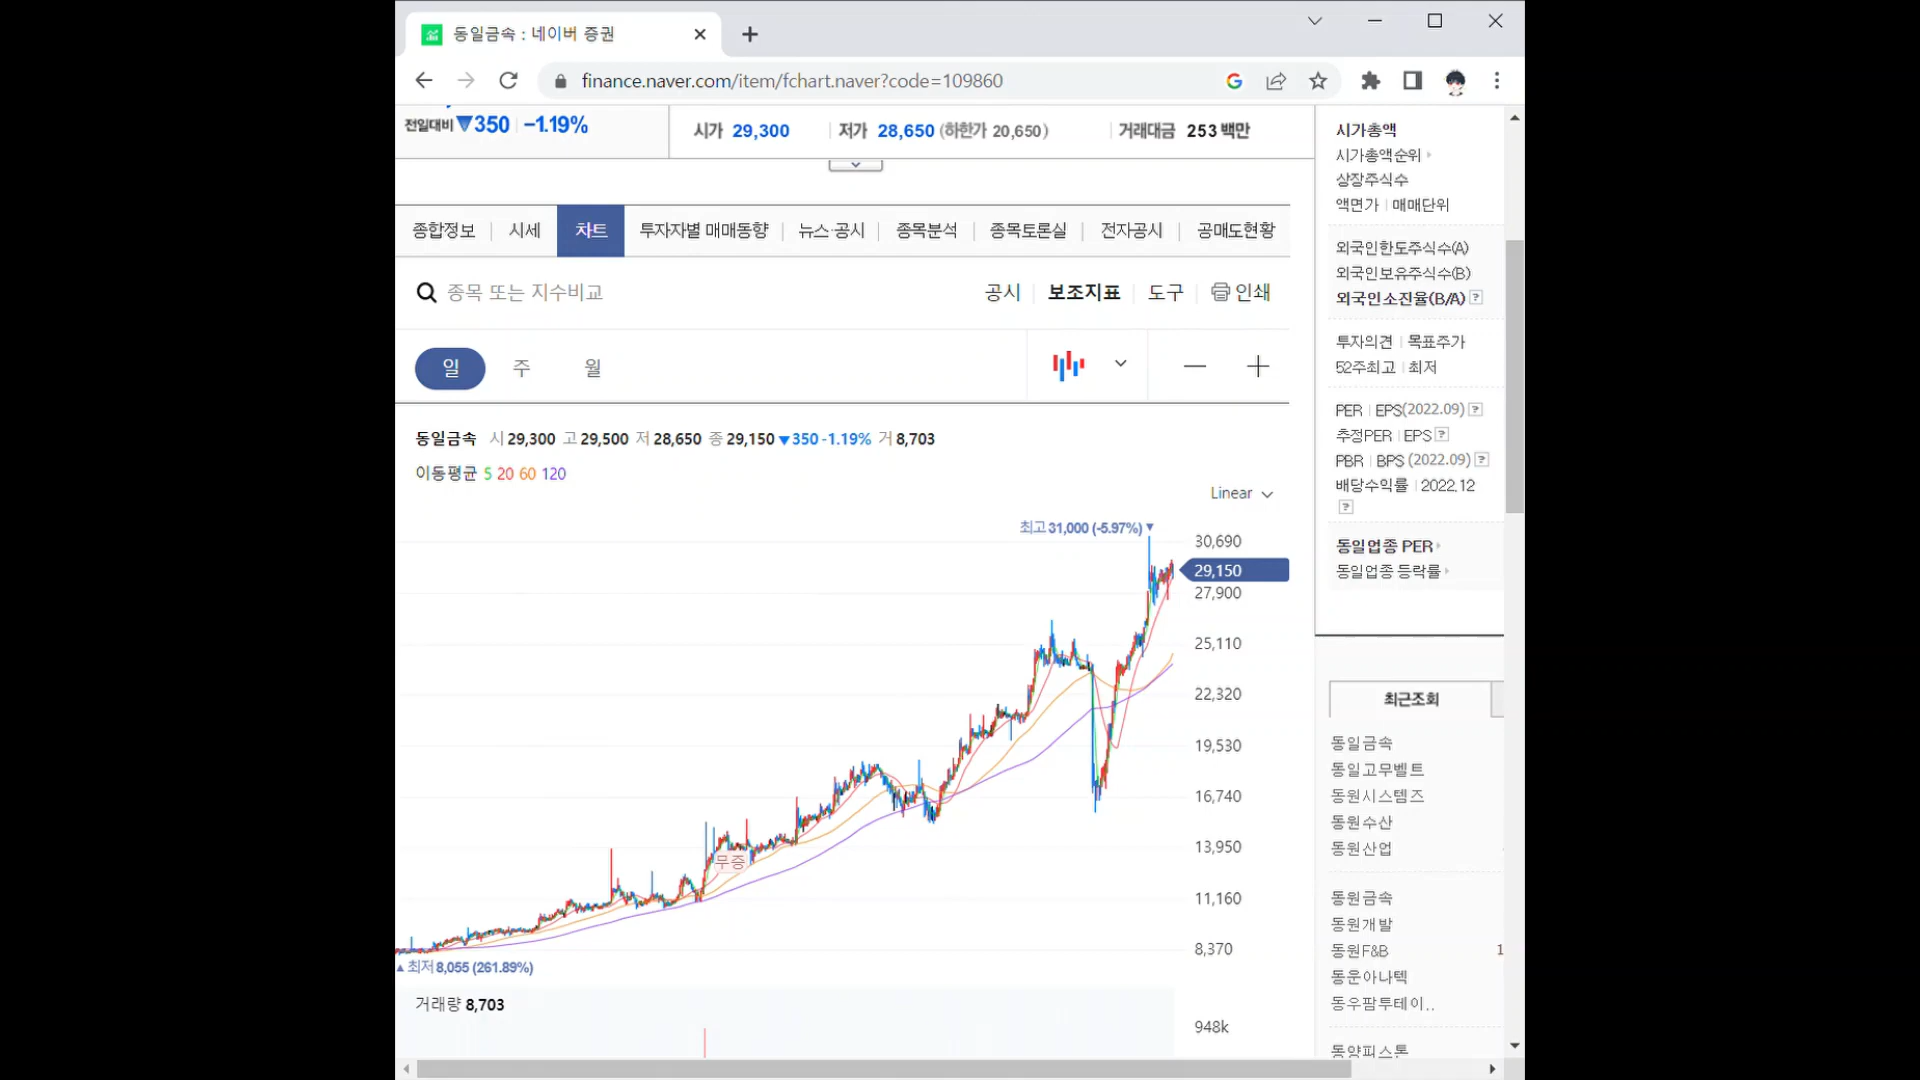 동일금속 : 네이버 증권
finance.naver.com/item/fchart.naver?code=109860
전일대비 ▼350 -1.19%
시가 29,300 저가 28,650 (하한가 20,650) 거래대금 253 백만
종합정보 시세 차트 투자자별 매매동향 뉴스·공시 종목분석 종목토론실 전자공시 공매도현황
종목 또는 지수비교 공시 보조지표 도구 인쇄
일 주 월
동일금속 시 29,300 고 29,500 저 28,650 종 29,150 ▼350 -1.19% 거 8,703
이동평균 5 20 60 120
Linear
최고 31,000 (-5.97%) ▼
30,690
29,150
27,900
25,110
22,320
19,530
16,740
13,950
무증
11,160
8,370
▲ 최저 8,055 (261.89%)
거래량 8,703
948k
시가총액
시가총액순위
상장주식수
액면가 매매단위
외국인한도주식수(A)
외국인보유주식수(B)
외국인소진율(B/A) ?
투자의견 목표주가
52주최고 최저
PER EPS(2022.09) ?
추정PER EPS ?
PBR BPS (2022.09) ?
배당수익률 2022.12
?
동일업종 PER
동일업종 등락률
최근조회
동일금속
동일고무벨트
동원시스템즈
동원수산
동원산업
동원금속
동원개발
동원F&B 1
동운아나텍
동우팜투테이..
동양피스톤